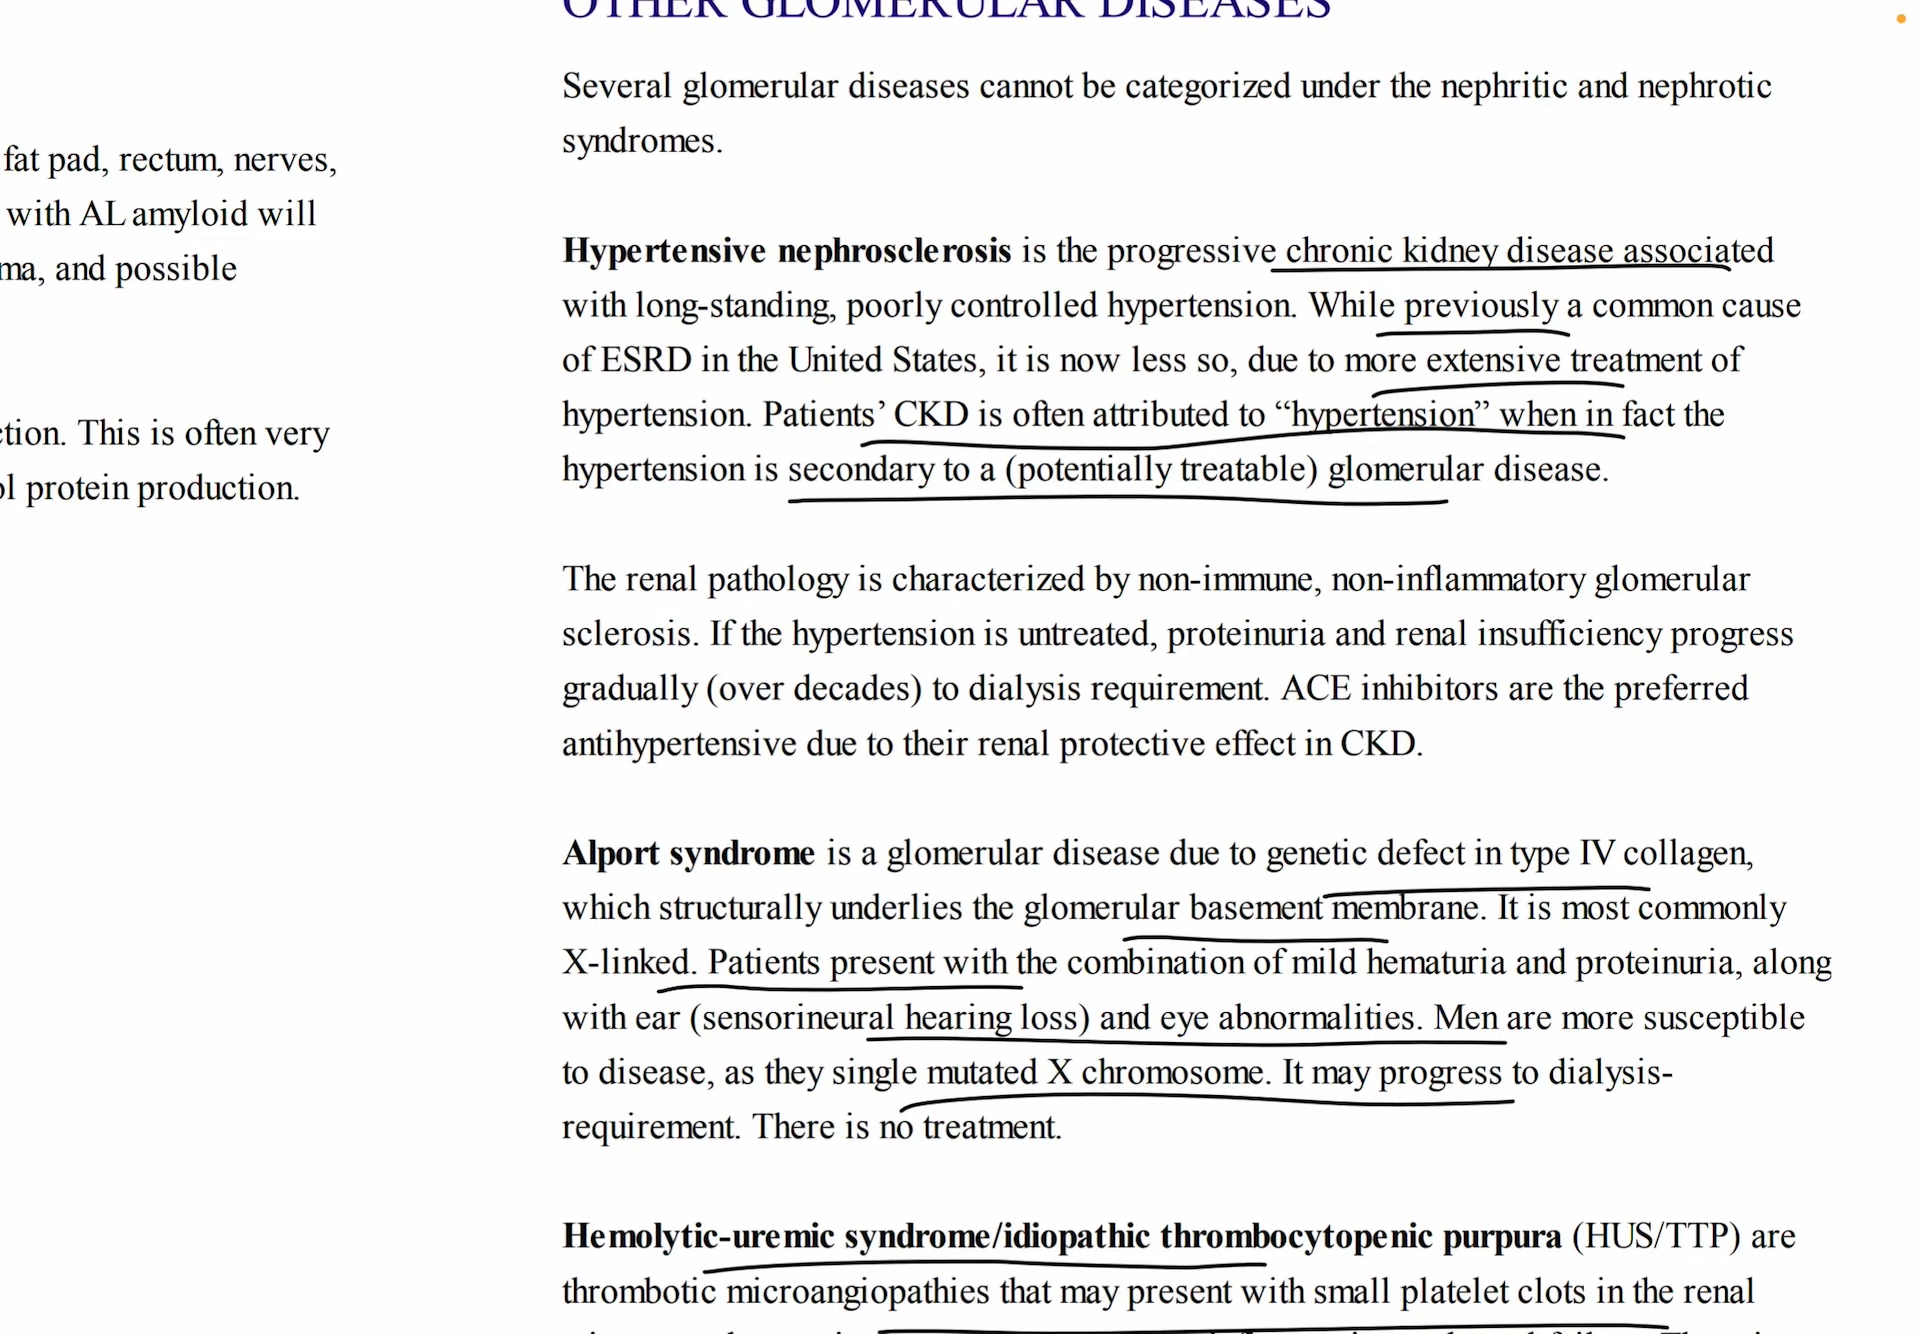 fat pad, rectum, nerves,
with AL amyloid will
ma, and possible
ction. This is often very
ol protein production.
OTHER GLOMERULAR DISEASES
Several glomerular diseases cannot be categorized under the nephritic and nephrotic
syndromes.
Hypertensive nephrosclerosis is the progressive chronic kidney disease associated
with long-standing, poorly controlled hypertension. While previously a common cause
of ESRD in the United States, it is now less so, due to more extensive treatment of
hypertension. Patients’ CKD is often attributed to “hypertension” when in fact the
hypertension is secondary to a (potentially treatable) glomerular disease.
The renal pathology is characterized by non-immune, non-inflammatory glomerular
sclerosis. If the hypertension is untreated, proteinuria and renal insufficiency progress
gradually (over decades) to dialysis requirement. ACE inhibitors are the preferred
antihypertensive due to their renal protective effect in CKD.
Alport syndrome is a glomerular disease due to genetic defect in type IV collagen,
which structurally underlies the glomerular basement membrane. It is most commonly
X-linked. Patients present with the combination of mild hematuria and proteinuria, along
with ear (sensorineural hearing loss) and eye abnormalities. Men are more susceptible
to disease, as they single mutated X chromosome. It may progress to dialysis-
requirement. There is no treatment.
Hemolytic-uremic syndrome/idiopathic thrombocytopenic purpura (HUS/TTP) are
thrombotic microangiopathies that may present with small platelet clots in the renal